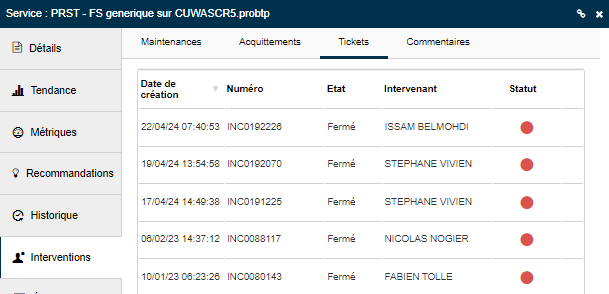 Service : PRST - FS generique sur CUWASCR5.probtp
Détails
Tendance
Métriques
Recommandations
Historique
Interventions
Maintenances Acquittements Tickets Commentaires
Date de création Numéro Etat Intervenant Statut
22/04/24 07:40:53 INC0192226 Fermé ISSAM BELMOHDI
19/04/24 13:54:58 INC0192070 Fermé STEPHANE VIVIEN
17/04/24 14:49:38 INC0191225 Fermé STEPHANE VIVIEN
06/02/23 14:37:12 INC0088117 Fermé NICOLAS NOGIER
10/01/23 06:23:26 INC0080143 Fermé FABIEN TOLLE